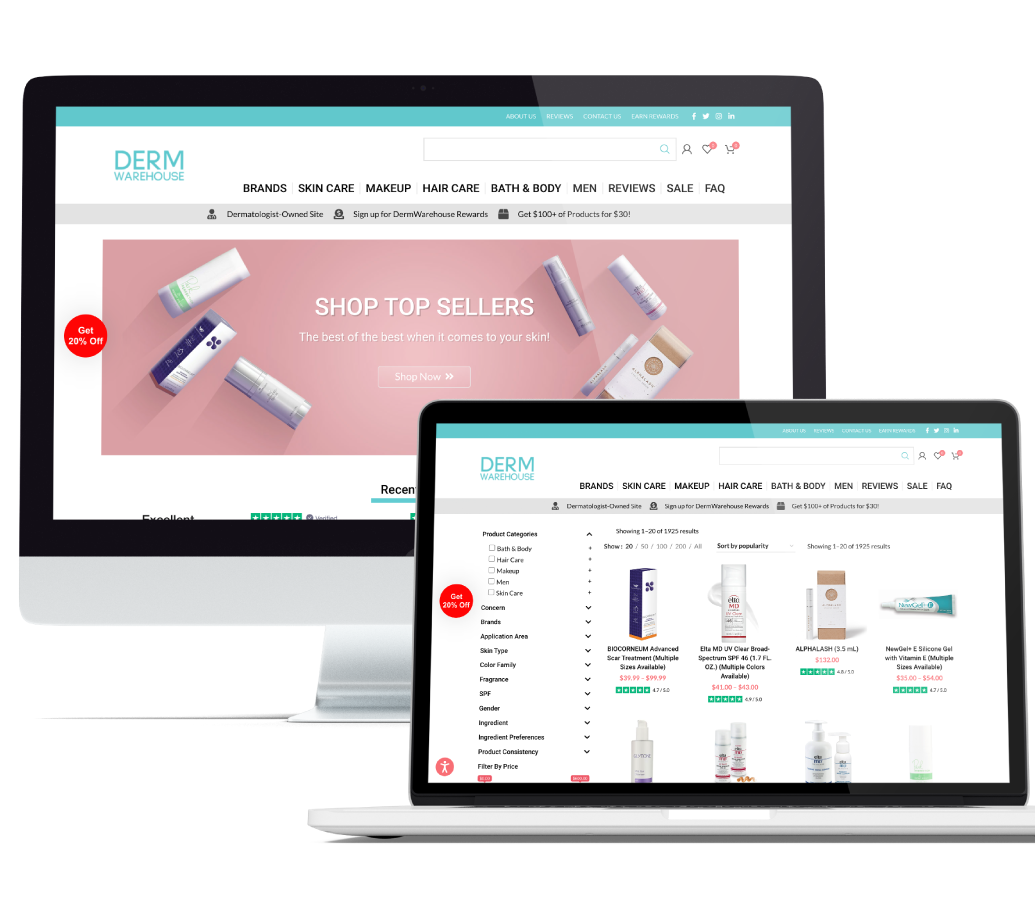 ABOUT US REVIEWS CONTACT US EARN REWARDS
DERM
WAREHOUSE
BRANDS SKIN CARE MAKEUP HAIR CARE BATH & BODY MEN REVIEWS SALE FAQ
Dermatologist-Owned Site Sign up for DermWarehouse Rewards Get $100+ of Products for $30!
SHOP TOP SELLERS
The best of the best when it comes to your skin!
Shop Now
Get
20% Off
ALPHALASH
Recen
Excellent
Verified
ABOUT US REVIEWS CONTACT US EARN REWARDS
DERM
WAREHOUSE
BRANDS SKIN CARE MAKEUP HAIR CARE BATH & BODY MEN REVIEWS SALE FAQ
Dermatologist-Owned Site Sign up for DermWarehouse Rewards Get $100+ of Products for $30!
Product Categories
Bath & Body +
Hair Care +
Makeup +
Men +
Skin Care +
Concern
Brands
Application Area
Skin Type
Color Family
Fragrance
SPF
Gender
Ingredient
Ingredient Preferences
Product Consistency
Filter By Price
Get
20% Off
Showing 1–20 of 1925 results
Show : 20 / 50 / 100 / 200 / All Sort by popularity Showing 1–20 of 1925 results
elta
MD
NewGel+ E
BIOCORNEUM Advanced
Scar Treatment (Multiple
Sizes Available)
$39.99 – $99.99
4.7 / 5.0
Elta MD UV Clear Broad-
Spectrum SPF 46 (1.7 FL.
OZ.) (Multiple Colors
Available)
$41.00 – $43.00
4.9 / 5.0
ALPHALASH (3.5 mL)
$132.00
4.8 / 5.0
NewGel+ E Silicone Gel
with Vitamin E (Multiple
Sizes Available)
$35.00 – $54.00
4.7 / 5.0